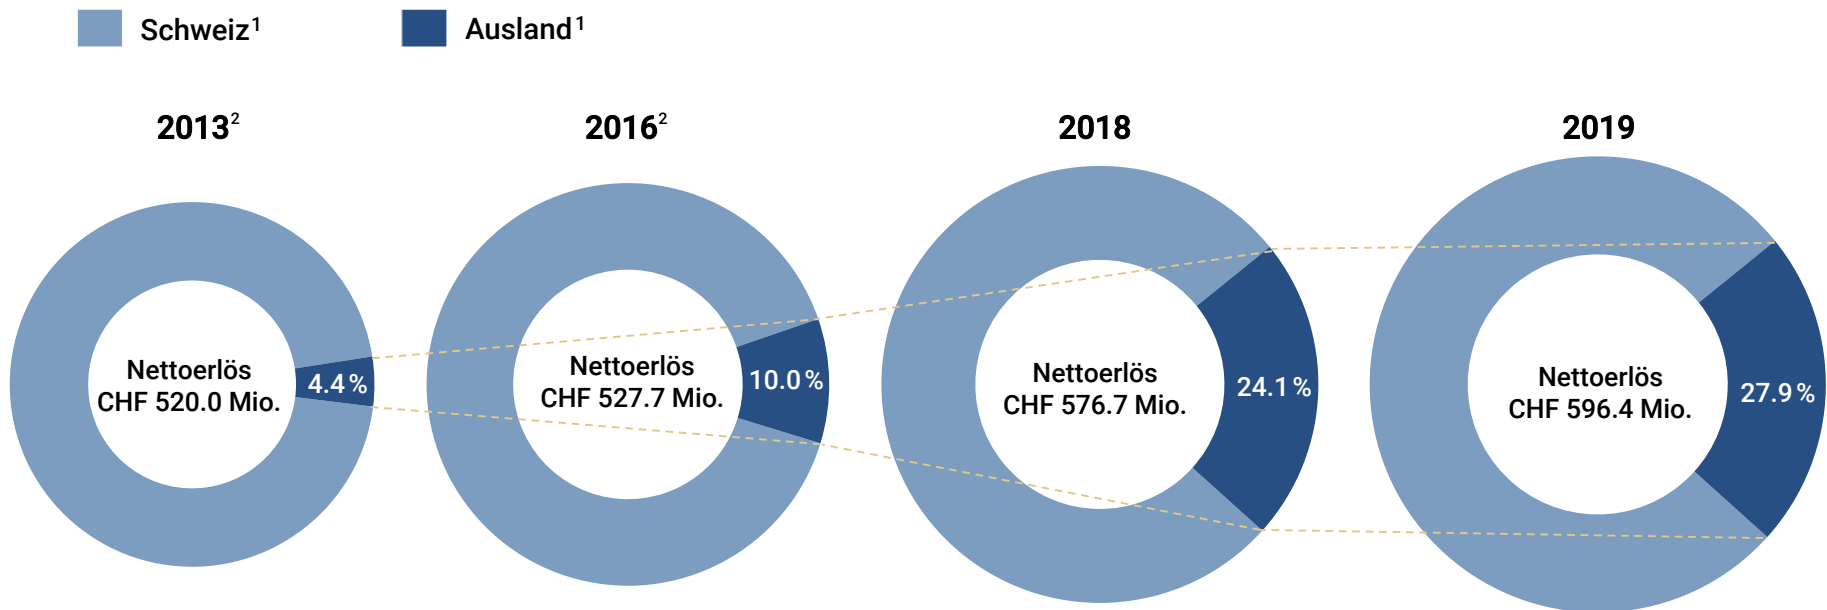 Schweiz¹
Ausland¹
2013²
2016²
2018
2019
Nettoerlös
CHF 520.0 Mio.
4.4 %
Nettoerlös
CHF 527.7 Mio.
10.0 %
Nettoerlös
CHF 576.7 Mio.
24.1 %
Nettoerlös
CHF 596.4 Mio.
27.9 %